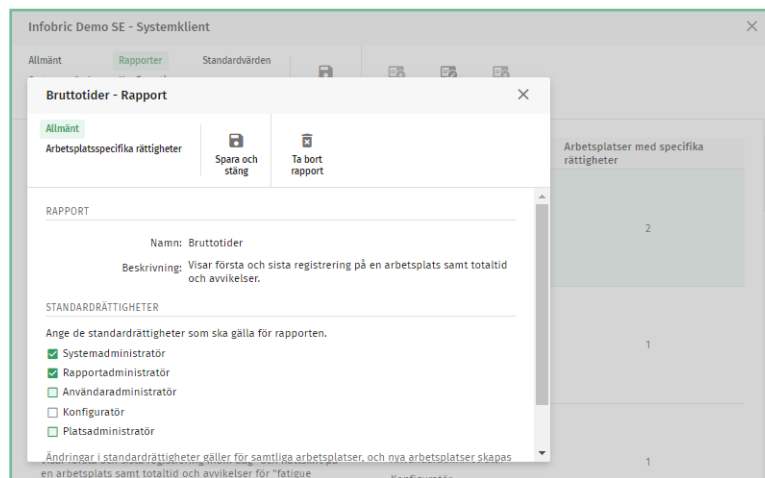 Infobric Demo SE - Systemklient
Allmänt
Rapporter
Standardvärden
Bruttotider - Rapport
Allmänt
Arbetsplatsspecifika rättigheter
Spara och
stäng
Ta bort
rapport
Arbetsplatser med specifika
rättigheter
2
RAPPORT
Namn: Bruttotider
Beskrivning: Visar första och sista registrering på en arbetsplats samt totaltid
och avvikelser.
STANDARDRÄTTIGHETER
Ange de standardrättigheter som ska gälla för rapporten.
Systemadministratör
Rapportadministratör
1
Användaradministratör
Konfiguratör
Platsadministratör
Ändringar i standardrättigheter gäller för samtliga arbetsplatser, och nya arbetsplatser skapas
1
en arbetsplats samt totaltid och avvikelser för "fatigue